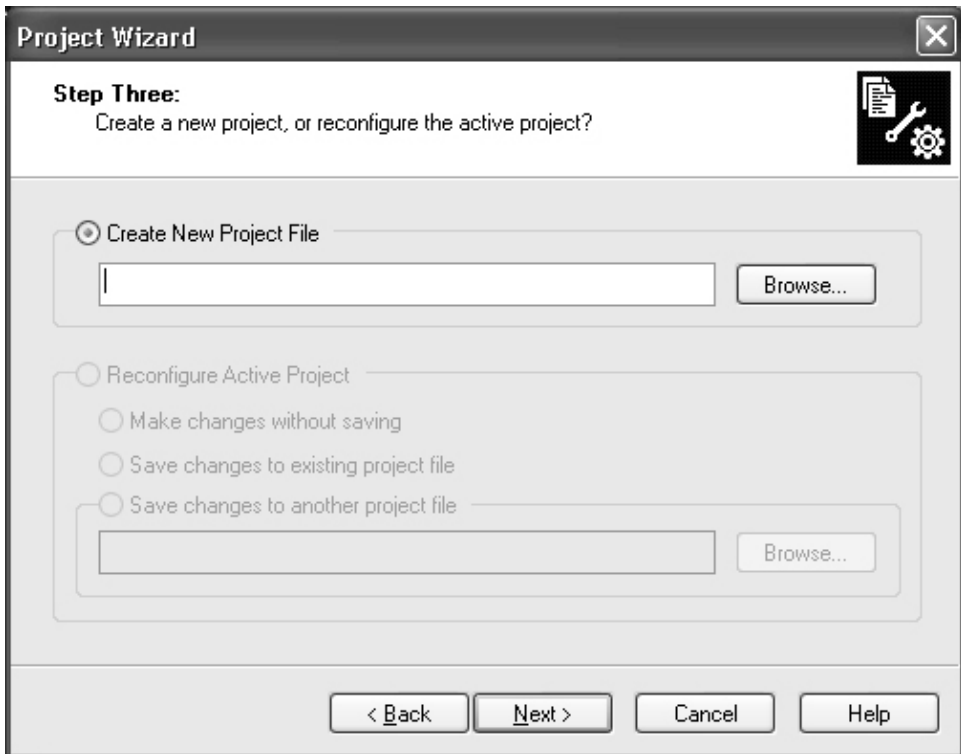 Project Wizard
Step Three:
Create a new project, or reconfigure the active project?
Create New Project File
Browse...
Reconfigure Active Project
Make changes without saving
Save changes to existing project file
Save changes to another project file
Browse...
< Back Next > Cancel Help